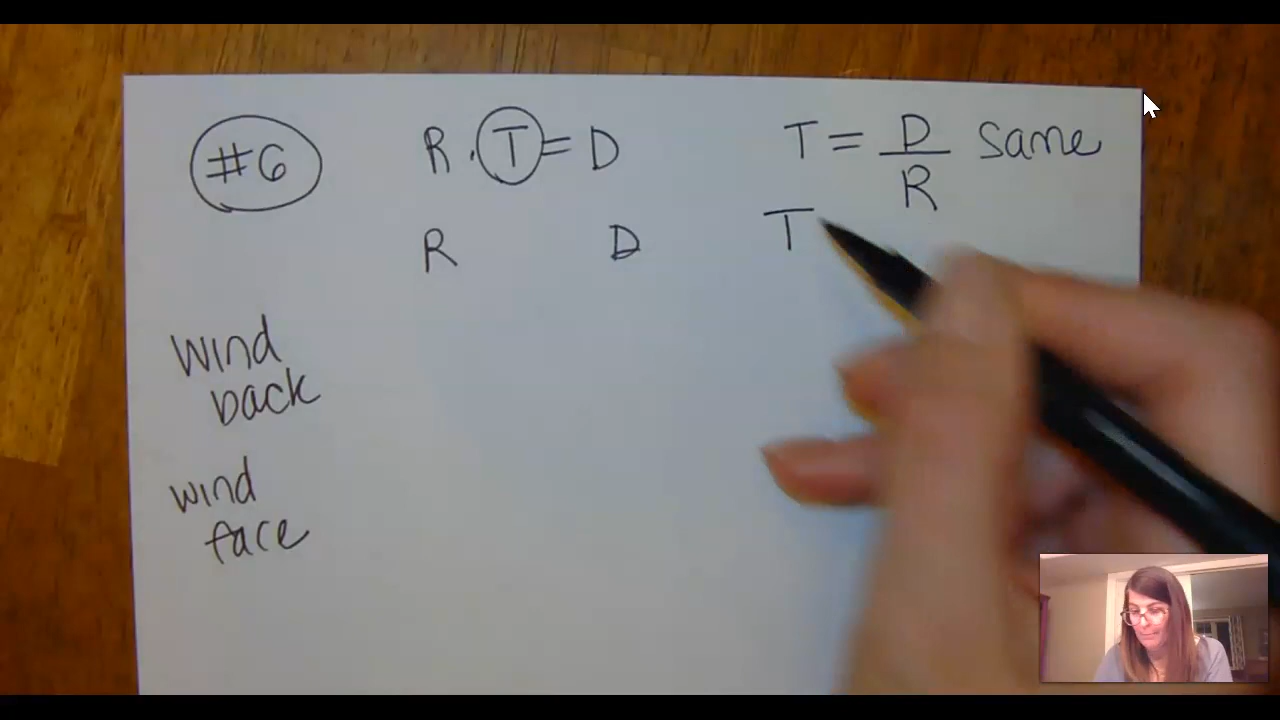 #6 R . T = D T = D/R same
R D T
wind
back
wind
face